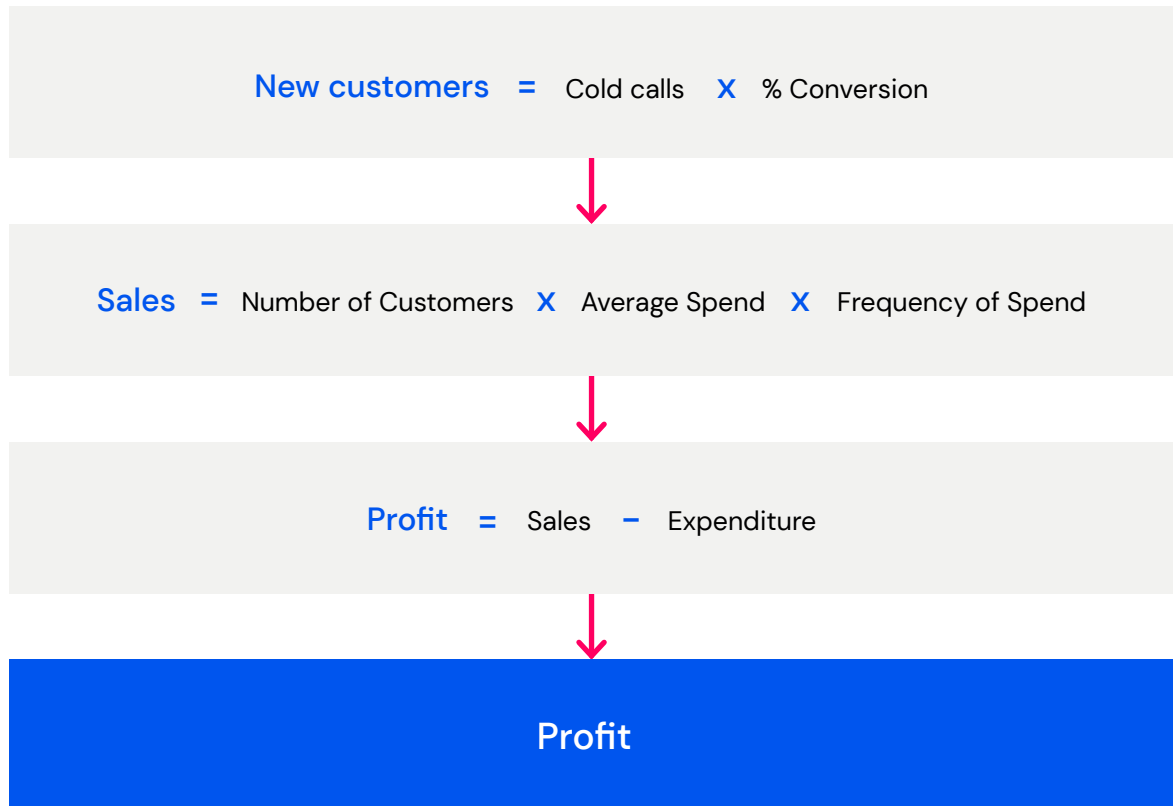 New customers = Cold calls x % Conversion
Sales = Number of Customers x Average Spend x Frequency of Spend
Profit = Sales - Expenditure
Profit